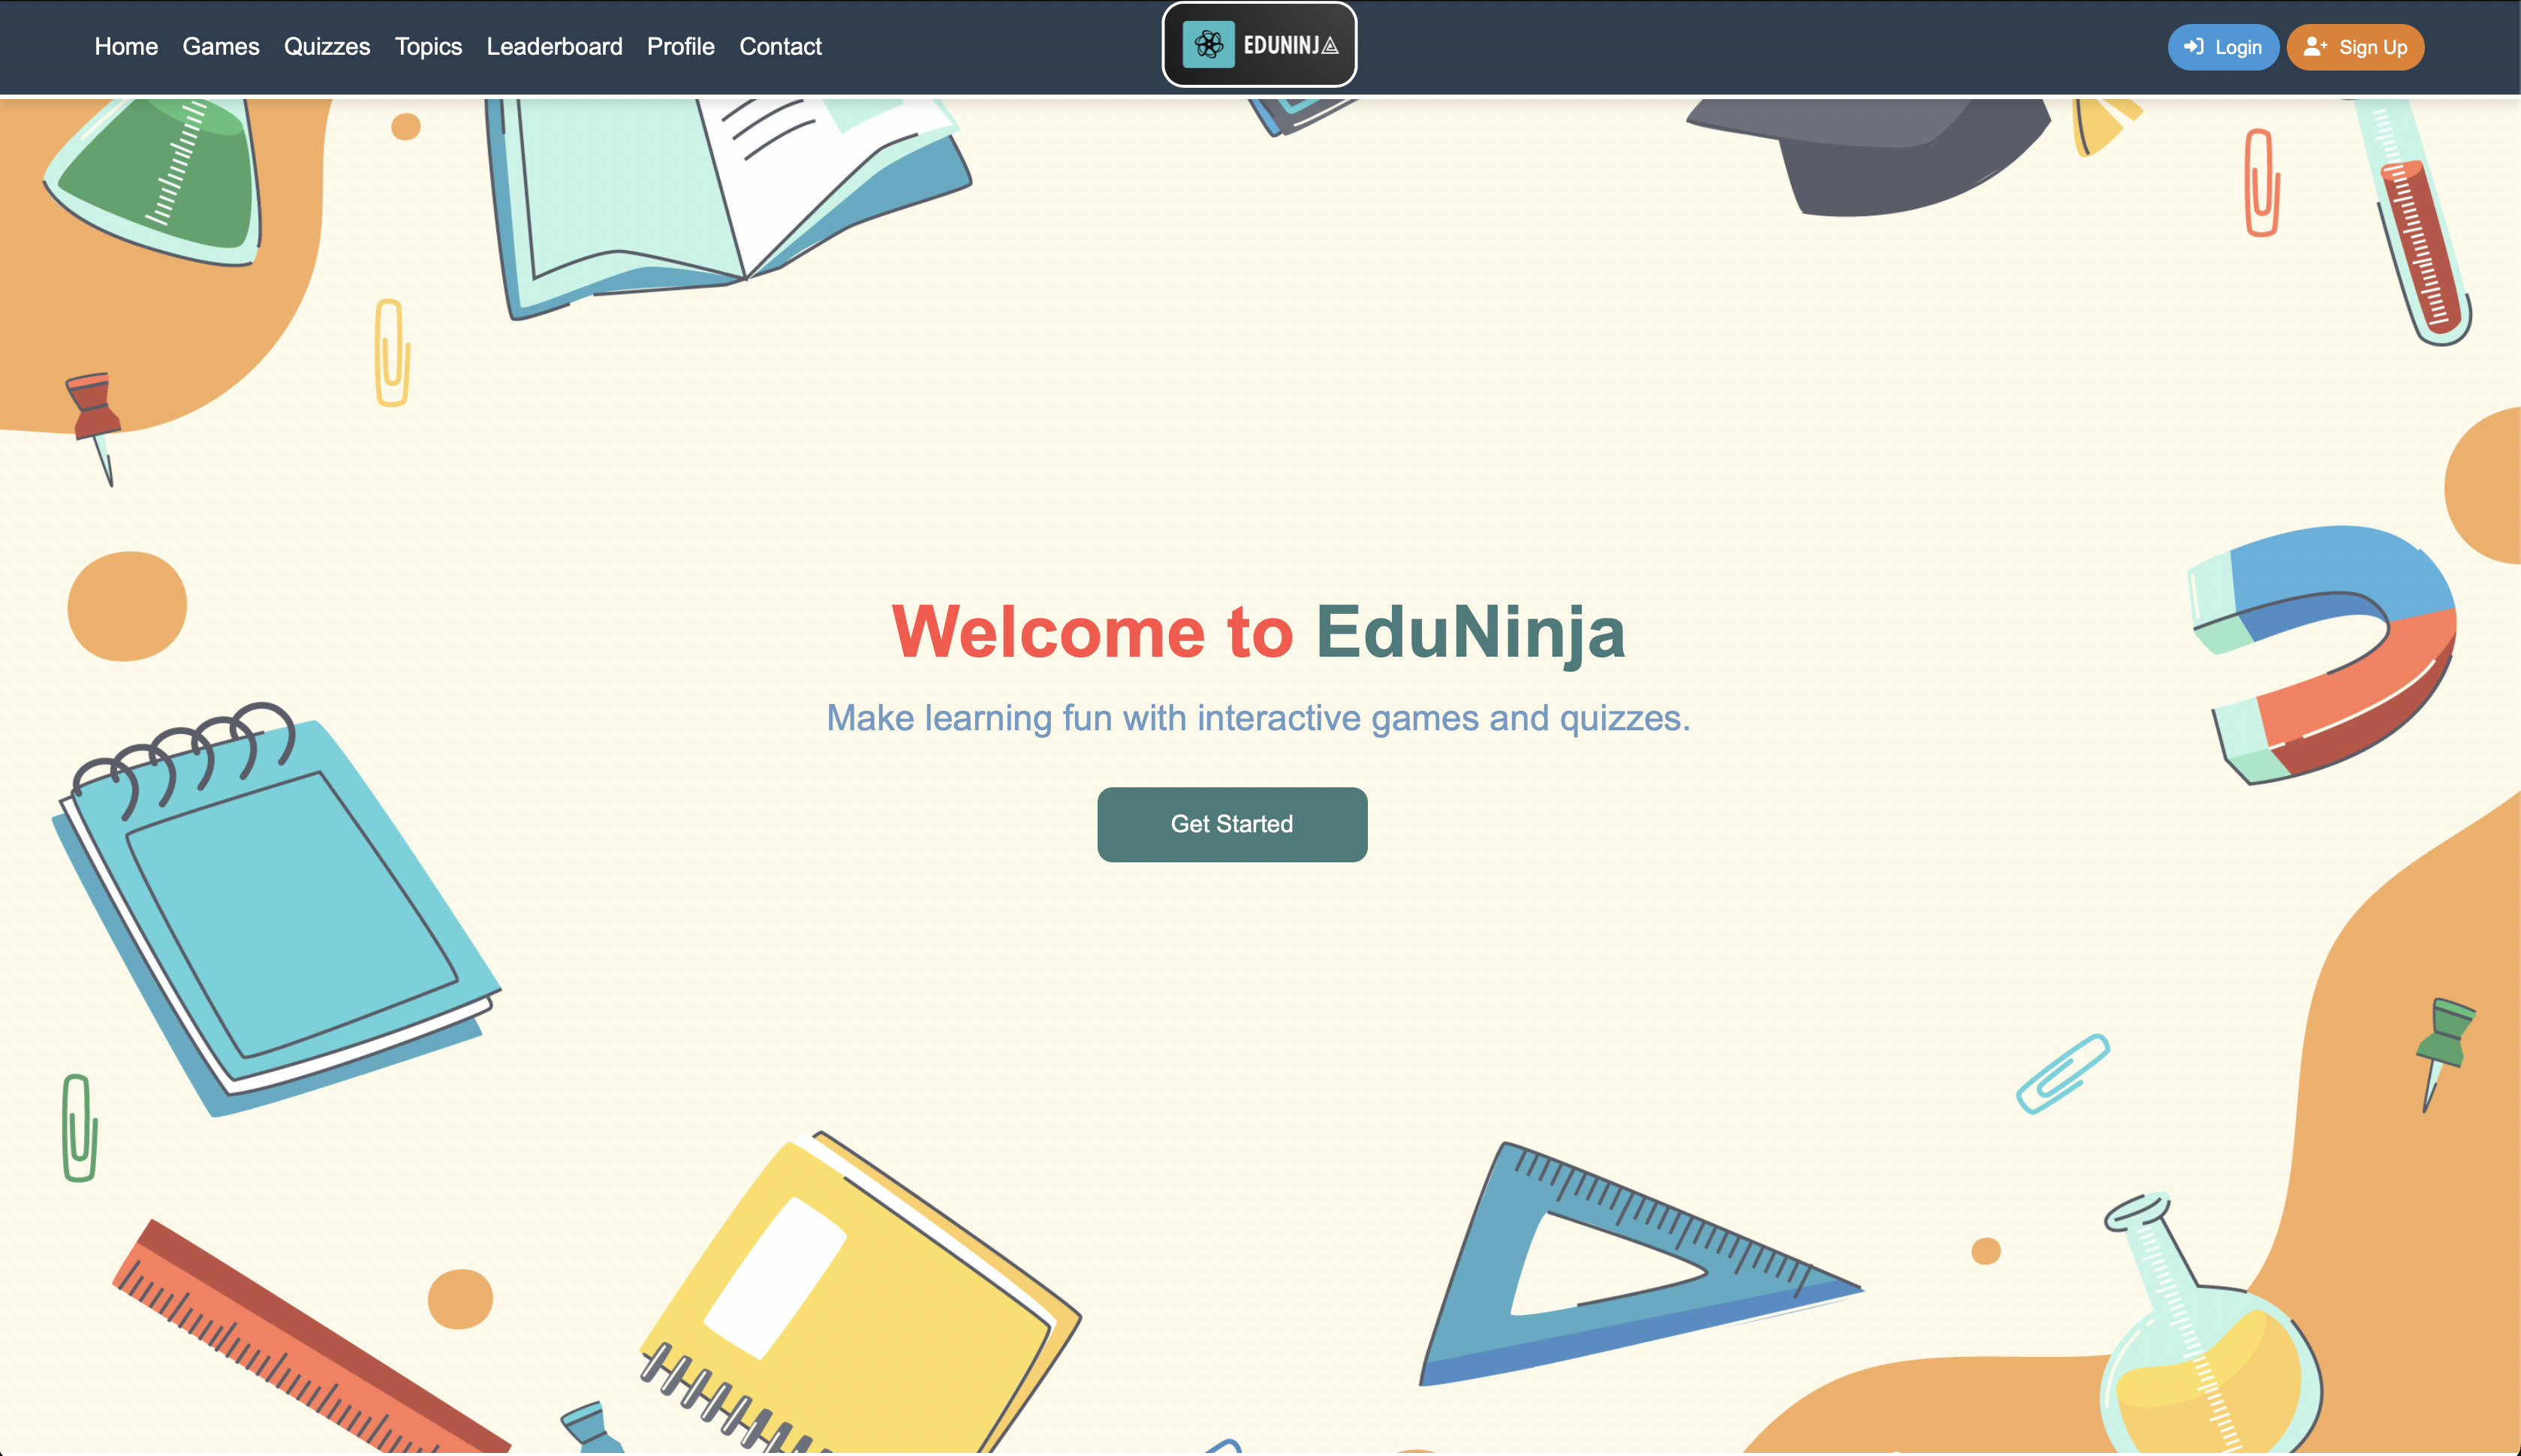 Home Games Quizzes Topics Leaderboard Profile Contact
EDUNINJA
Login
Sign Up
Welcome to EduNinja
Make learning fun with interactive games and quizzes.
Get Started